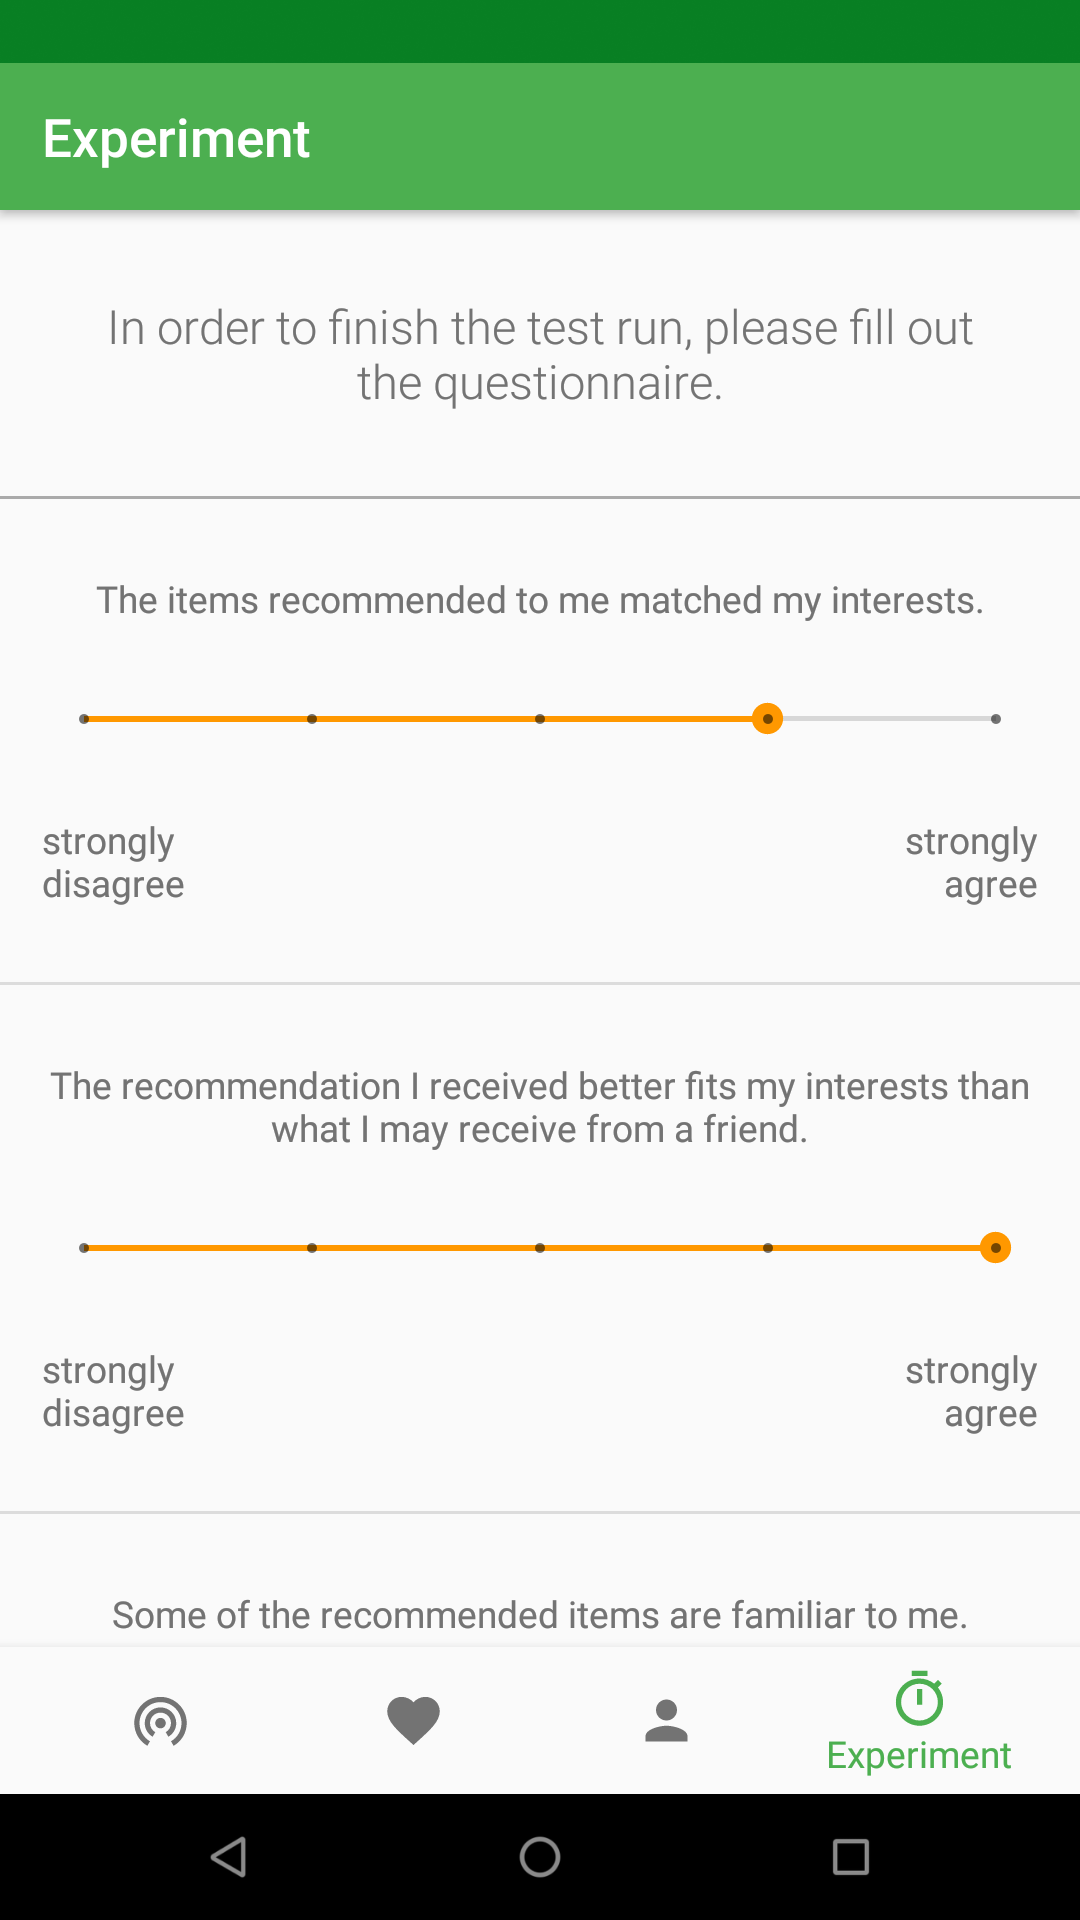 Experiment
In order to finish the test run, please fill out
the questionnaire.
The items recommended to me matched my interests.
strongly
disagree
strongly
agree
The recommendation I received better fits my interests than
what I may receive from a friend.
strongly
disagree
strongly
agree
Some of the recommended items are familiar to me.
Experiment